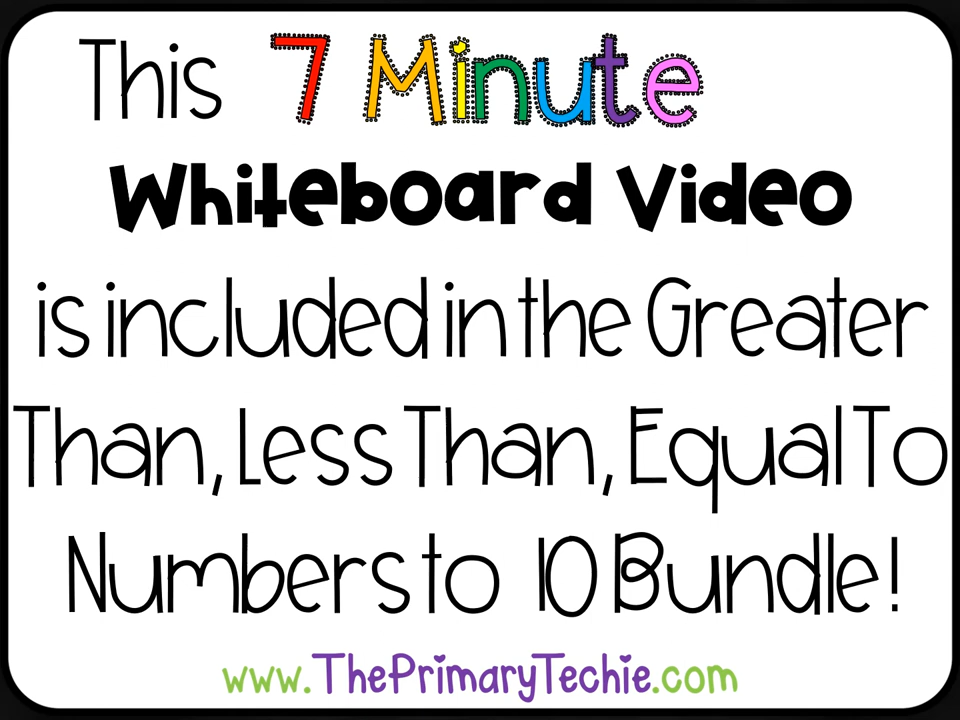 This 7 Minute
Whiteboard Video
is included in the Greater
Than, Less Than, Equal To
Numbers to 10 Bundle!
www.ThePrimaryTechie.com